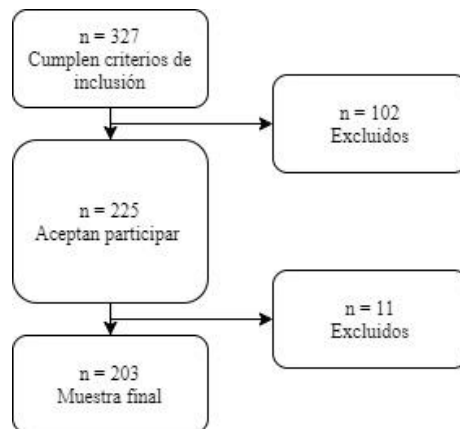 n = 327
Cumplen criterios de
inclusión
n = 102
Excluidos
n = 225
Aceptan participar
n = 11
Excluidos
n = 203
Muestra final